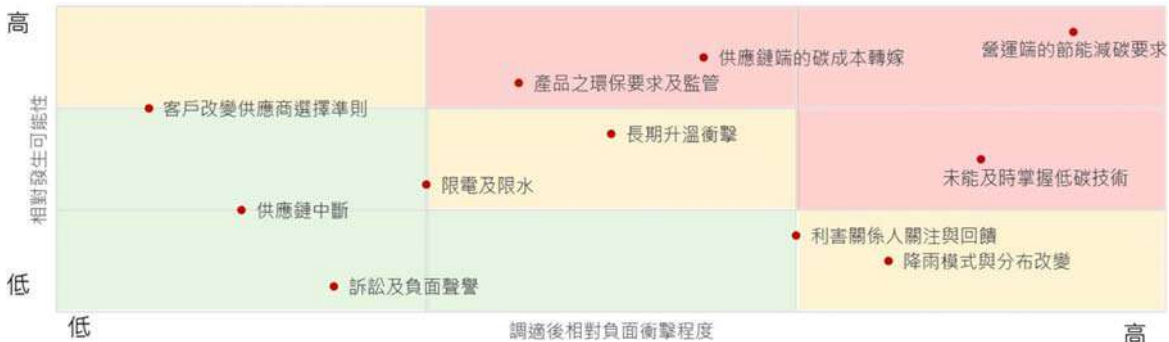 高
營運端的節能減碳要求
供應鏈端的碳成本轉嫁
產品之環保要求及監管
客戶改變供應商選擇準則
長期升溫衝擊
相對發生可能性
未能及時掌握低碳技術
限電及限水
供應鏈中斷
利害關係人關注與回饋
降雨模式與分布改變
低
訴訟及負面聲譽
低
調適後相對負面衝擊程度
高